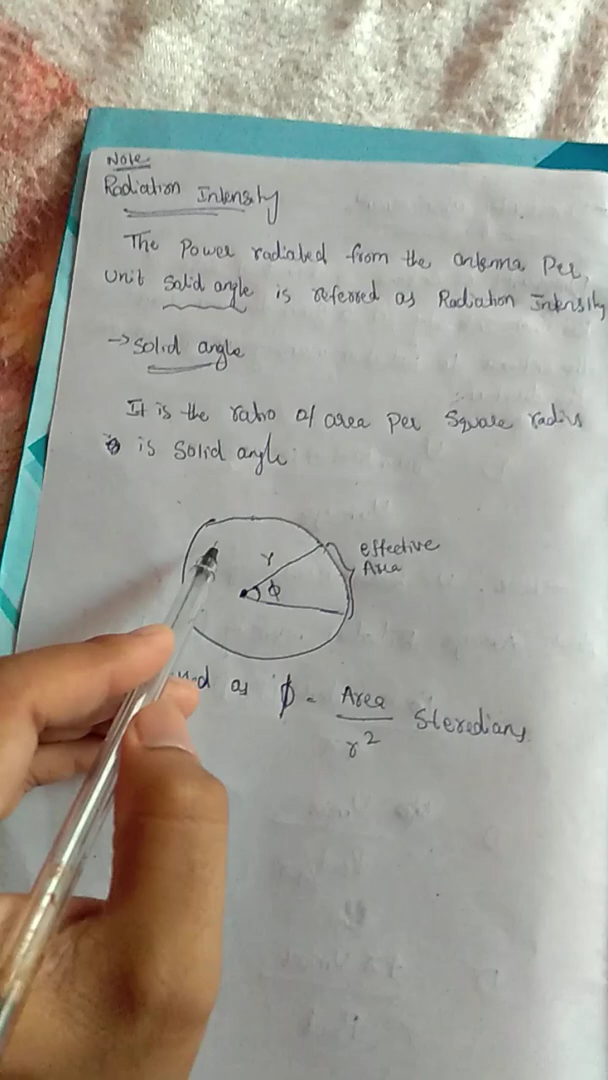 Note
Radiation Intensity
The Power radiated from the antenna Per
Unit Solid angle is referred as Radiation Intensity
→ Solid angle
It is the ratio of area per Square radius
is Solid angle.
r
effective
Area
ϕ
as ϕ = Area
r2
Steredians